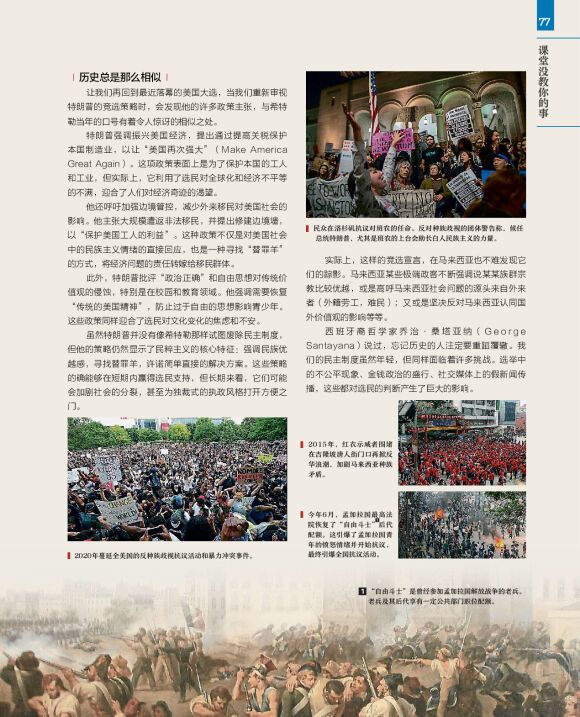 77
课堂没教你的事
历史总是那么相似
让我们再回到最近落幕的美国大选，当我们重新审视
特朗普的竞选策略时，会发现他的许多政策主张，与希特
勒当年的口号有着令人惊讶的相似之处。
特朗普强调振兴美国经济，提出通过提高关税保护
本国制造业，以让“美国再次强大”（Make America
Great Again）。这项政策表面上是为了保护本国的工人
和工业，但实际上，它利用了选民对全球化和经济不平等
的不满，迎合了人们对经济奇迹的渴望。
他还呼吁加强边境管控，减少外来移民对美国社会的
影响。他主张大规模遣返非法移民，并提出修建边境墙，
以“保护美国工人的利益”。这种政策不仅是对美国社会
中的民族主义情绪的直接回应，也是一种寻找“替罪羊”
的方式，将经济问题的责任转嫁给移民群体。
此外，特朗普批评“政治正确”和自由思想对传统价
值观的侵蚀，特别是在校园和教育领域。他强调需要恢复
“传统的美国精神”，防止过于自由的思想影响青少年。
这些政策同样迎合了选民对文化变化的焦虑和不安。
虽然特朗普并没有像希特勒那样试图废除民主制度，
但他的策略仍然显示了民粹主义的核心特征：强调民族优
越感，寻找替罪羊，许诺简单直接的解决方案。这些策略
的确能够在短期内赢得选民支持，但长期来看，它们可能
会加剧社会的分裂，甚至为独裁式的执政风格打开方便之
门。
2020年蔓延全美国的反种族歧视抗议活动和暴力冲突事件。
民众在洛杉矶抗议对班农的任命。反对种族歧视的团体警告称，候任
总统特朗普，尤其是班农的上台会助长白人民族主义的力量。
实际上，这样的竞选宣言，在马来西亚也不难发现它
们的踪影。马来西亚某些极端政客不断强调说某某族群宗
教比较优越，或是高呼马来西亚社会问题的源头来自外来
者（外籍劳工，难民）；又或是坚决反对马来西亚认同国
外价值观的影响等等。
西班牙裔哲学家乔治·桑塔亚纳（George
Santayana）说过，忘记历史的人注定要重蹈覆辙。我
们的民主制度虽然年轻，但同样面临着许多挑战。选举中
的不公平现象、金钱政治的盛行、社交媒体上的假新闻传
播，这些都对选民的判断产生了巨大的影响。
2015年，红衣示威者围堵
在吉隆坡唐人街门口再掀反
华浪潮，加剧马来西亚种族
矛盾。
今年6月，孟加拉国最高法
院恢复了“自由斗士”1后代
配额。这引爆了孟加拉国青
年的愤怒情绪并开始抗议，
最终引爆全国抗议活动。
1 “自由斗士”是曾经参加孟加拉国解放战争的老兵。
老兵及其后代享有一定公共部门职位配额。